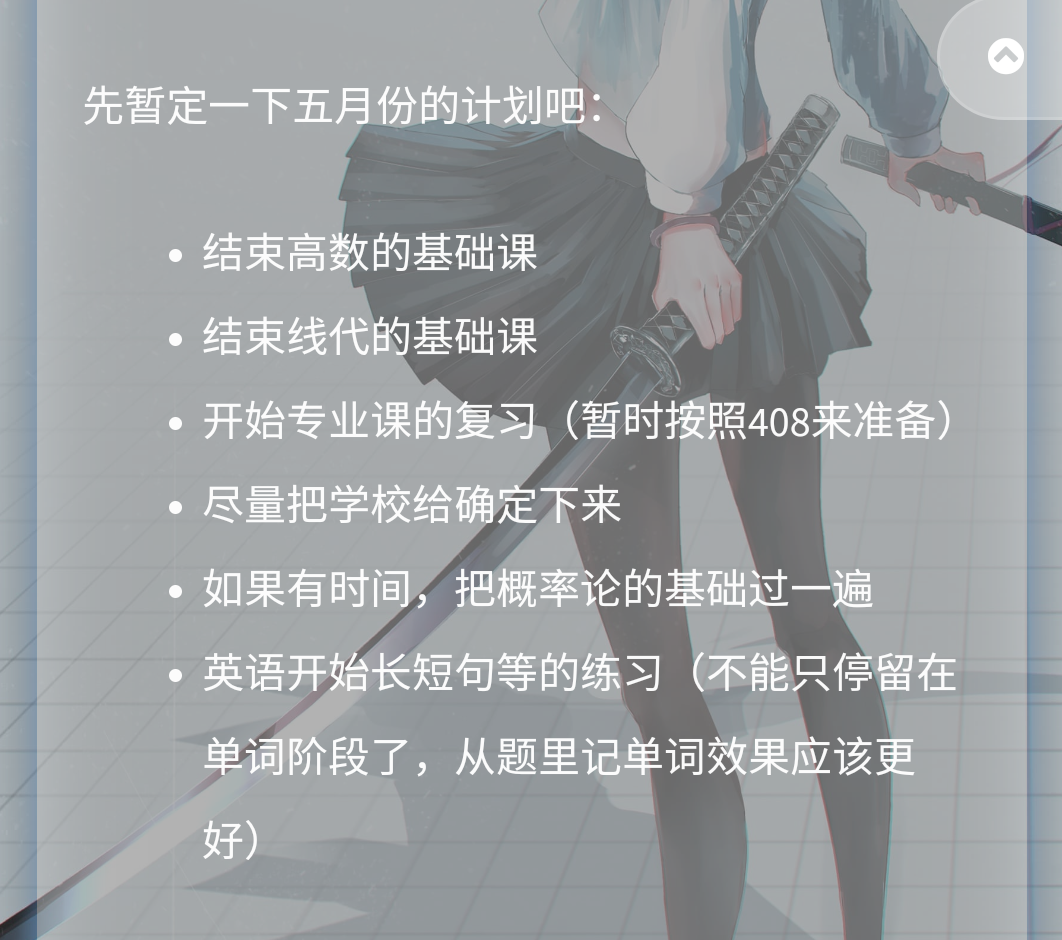 先暂定一下五月份的计划吧：
• 结束高数的基础课
• 结束线代的基础课
• 开始专业课的复习（暂时按照408来准备）
• 尽量把学校给确定下来
• 如果有时间，把概率论的基础过一遍
• 英语开始长短句等的练习（不能只停留在
单词阶段了，从题里记单词效果应该更
好）